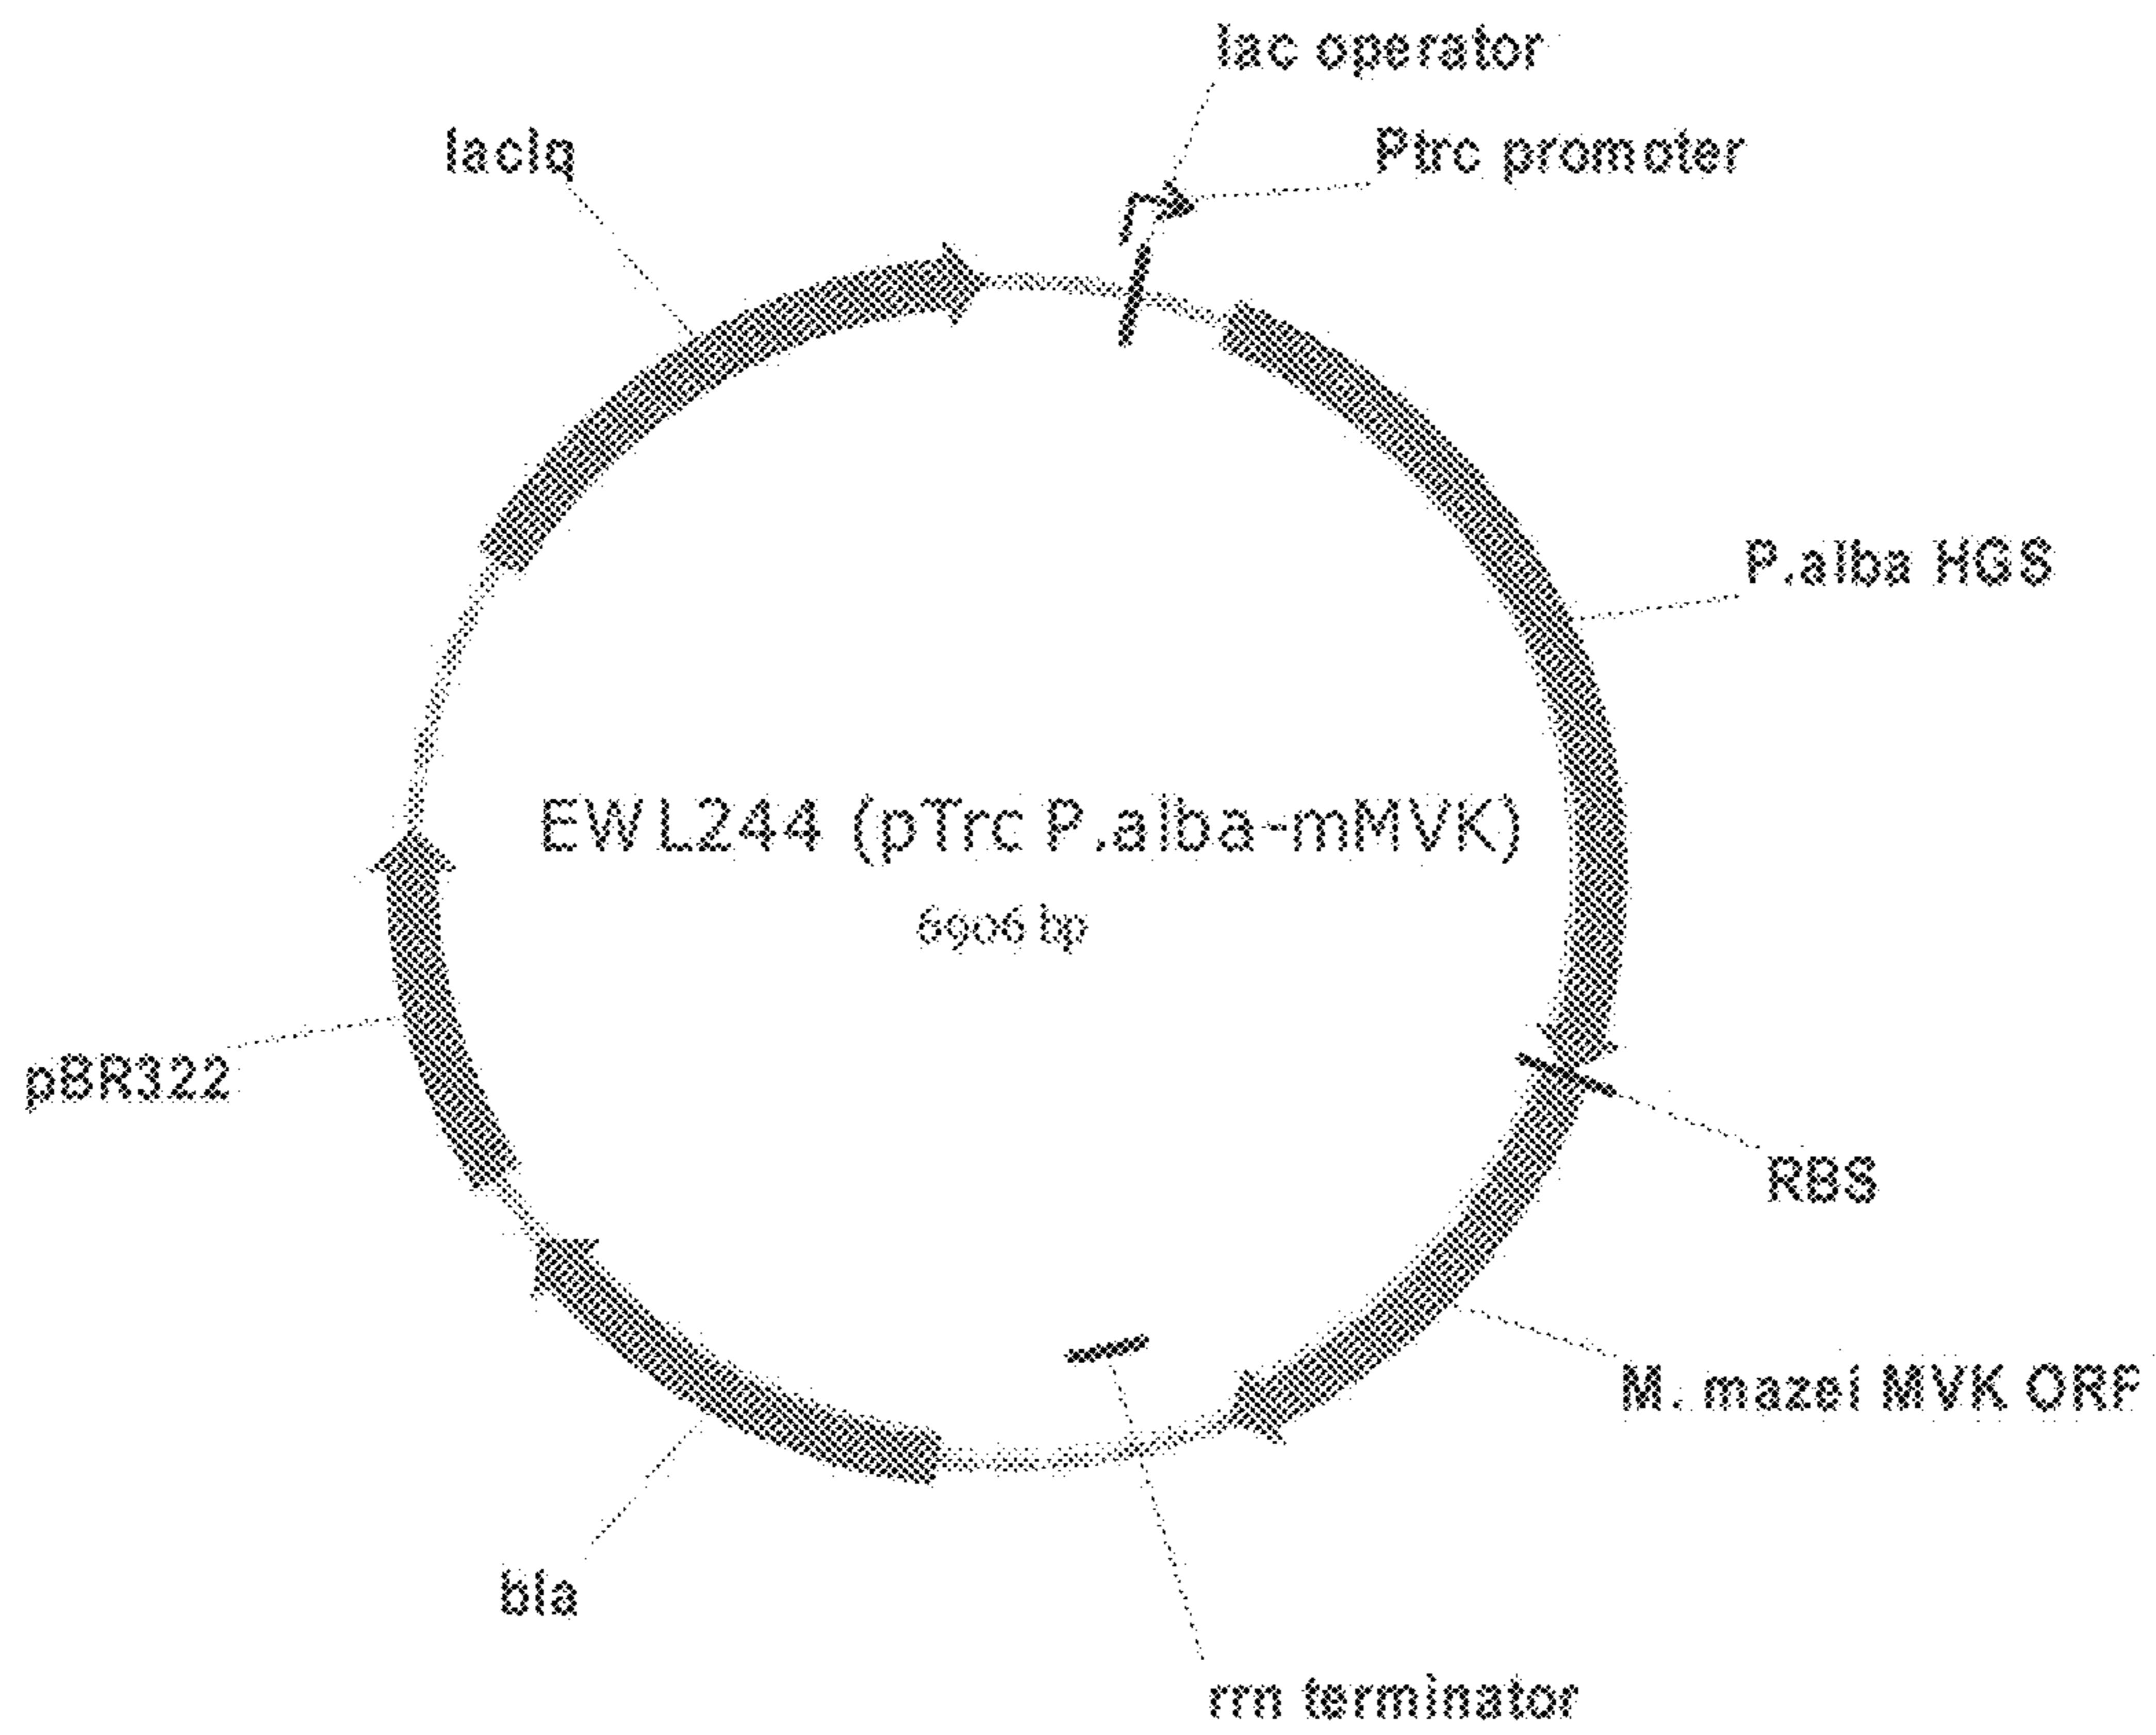 lac operator
Ptrc promoter
lacIq
P.alba HGS
EWL244 (pTrc P.alba-mMVK)
6906 bp
pBR322
RBS
M. mazei MVK ORF
bla
rrn terminator